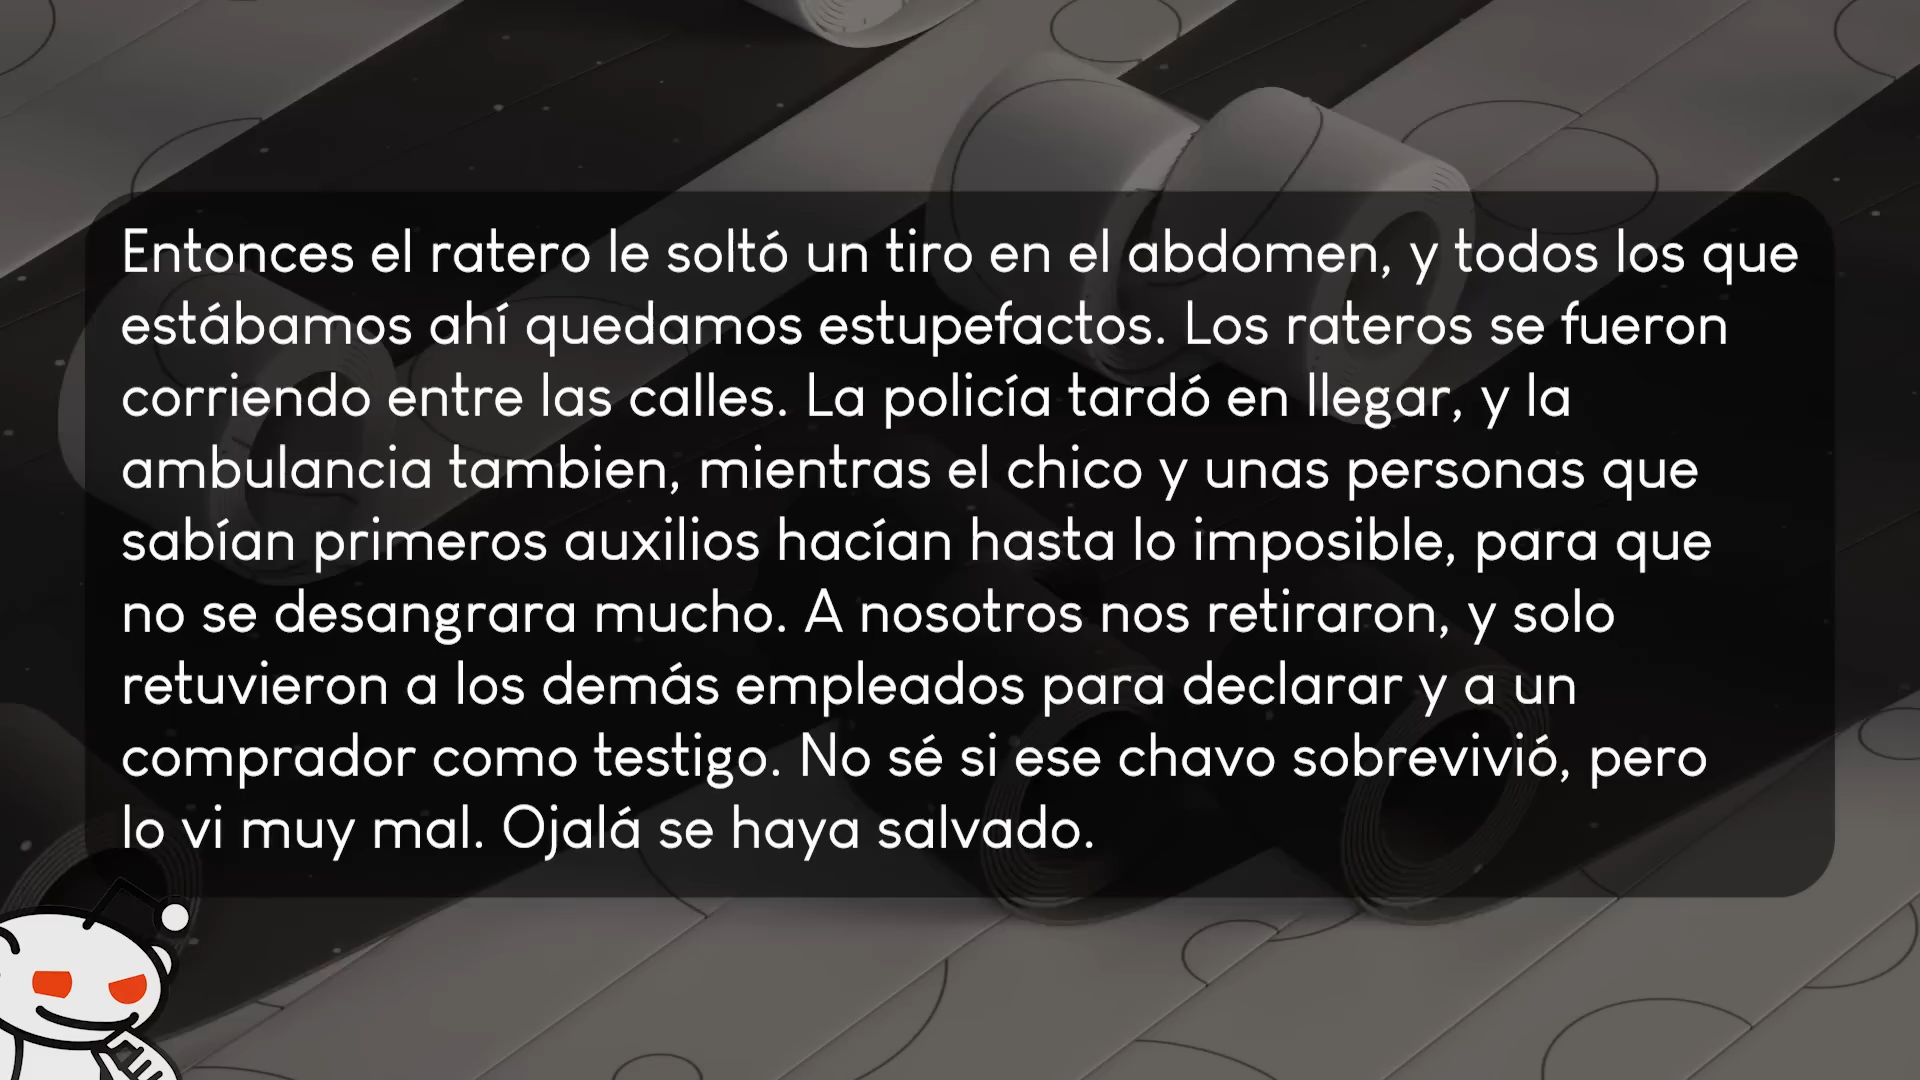 Entonces el ratero le soltó un tiro en el abdomen, y todos los que
estábamos ahí quedamos estupefactos. Los rateros se fueron
corriendo entre las calles. La policía tardó en llegar, y la
ambulancia tambien, mientras el chico y unas personas que
sabían primeros auxilios hacían hasta lo imposible, para que
no se desangrara mucho. A nosotros nos retiraron, y solo
retuvieron a los demás empleados para declarar y a un
comprador como testigo. No sé si ese chavo sobrevivió, pero
lo vi muy mal. Ojalá se haya salvado.